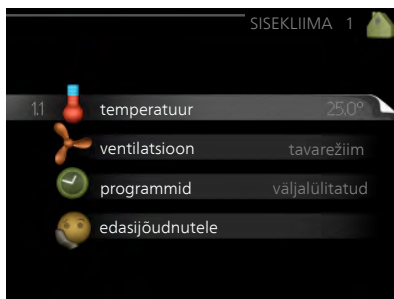 SISEKLIIMA 1
1.1 temperatuur 25.0°
ventilatsioon tavarežiim
programmid väljalülitatud
edasijõudnutele